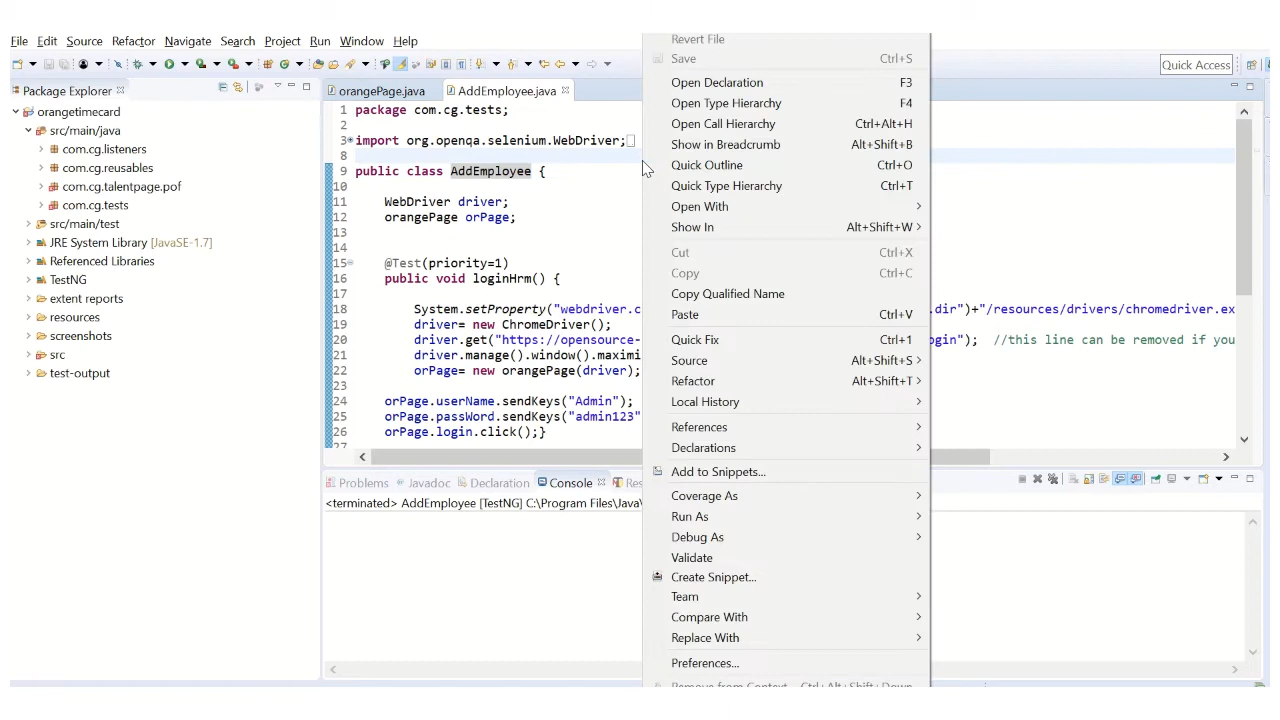 File Edit Source Refactor Navigate Search Project Run Window Help
Quick Access
Package Explorer
orangetimecard
src/main/java
com.cg.listeners
com.cg.reusables
com.cg.talentpage.pof
com.cg.tests
src/main/test
JRE System Library [JavaSE-1.7]
Referenced Libraries
TestNG
extent reports
resources
screenshots
src
test-output
orangePage.java AddEmployee.java
1 package com.cg.tests;
2
3 import org.openqa.selenium.WebDriver;
8
9 public class AddEmployee {
10
11 WebDriver driver;
12 orangePage orPage;
13
14
15 @Test(priority=1)
16 public void loginHrm() {
17
18 System.setProperty("webdriver.c .dir")+"/resources/drivers/chromedriver.ex
19 driver= new ChromeDriver();
20 driver.get("https://opensource- ogin"); //this line can be removed if you
21 driver.manage().window().maximi
22 orPage= new orangePage(driver);
23
24 orPage.userName.sendKeys("Admin");
25 orPage.passWord.sendKeys("admin123"
26 orPage.login.click();}
27
Problems Javadoc Declaration Console Res
<terminated> AddEmployee [TestNG] C:\Program Files\Java\
Revert File
Save Ctrl+S
Open Declaration F3
Open Type Hierarchy F4
Open Call Hierarchy Ctrl+Alt+H
Show in Breadcrumb Alt+Shift+B
Quick Outline Ctrl+O
Quick Type Hierarchy Ctrl+T
Open With
Show In Alt+Shift+W
Cut Ctrl+X
Copy Ctrl+C
Copy Qualified Name
Paste Ctrl+V
Quick Fix Ctrl+1
Source Alt+Shift+S
Refactor Alt+Shift+T
Local History
References
Declarations
Add to Snippets...
Coverage As
Run As
Debug As
Validate
Create Snippet...
Team
Compare With
Replace With
Preferences...
Remove from Context Ctrl+Alt+Shift+Down